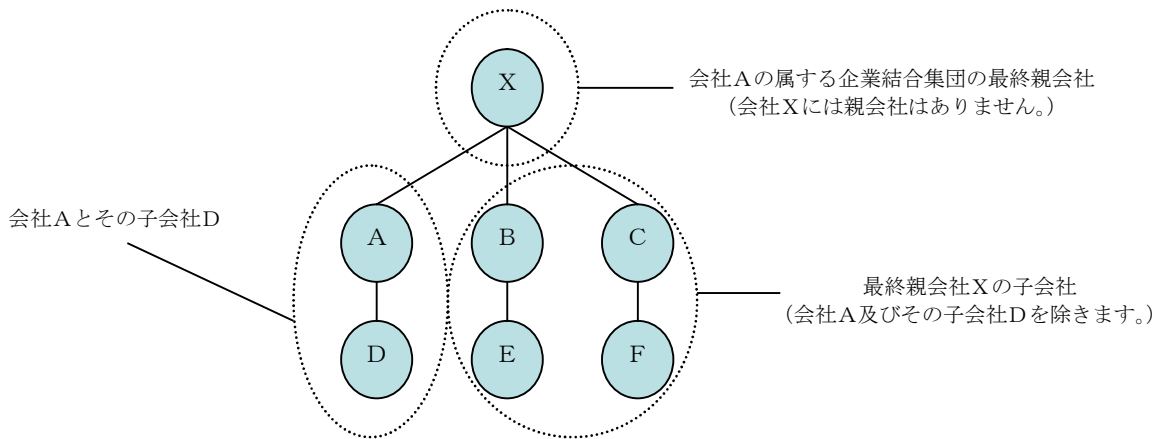 X
会社Aの属する企業結合集団の最終親会社
(会社Xには親会社はありません。)
会社Aとその子会社D
A
B
C
最終親会社Xの子会社
(会社A及びその子会社Dを除きます。)
D
E
F